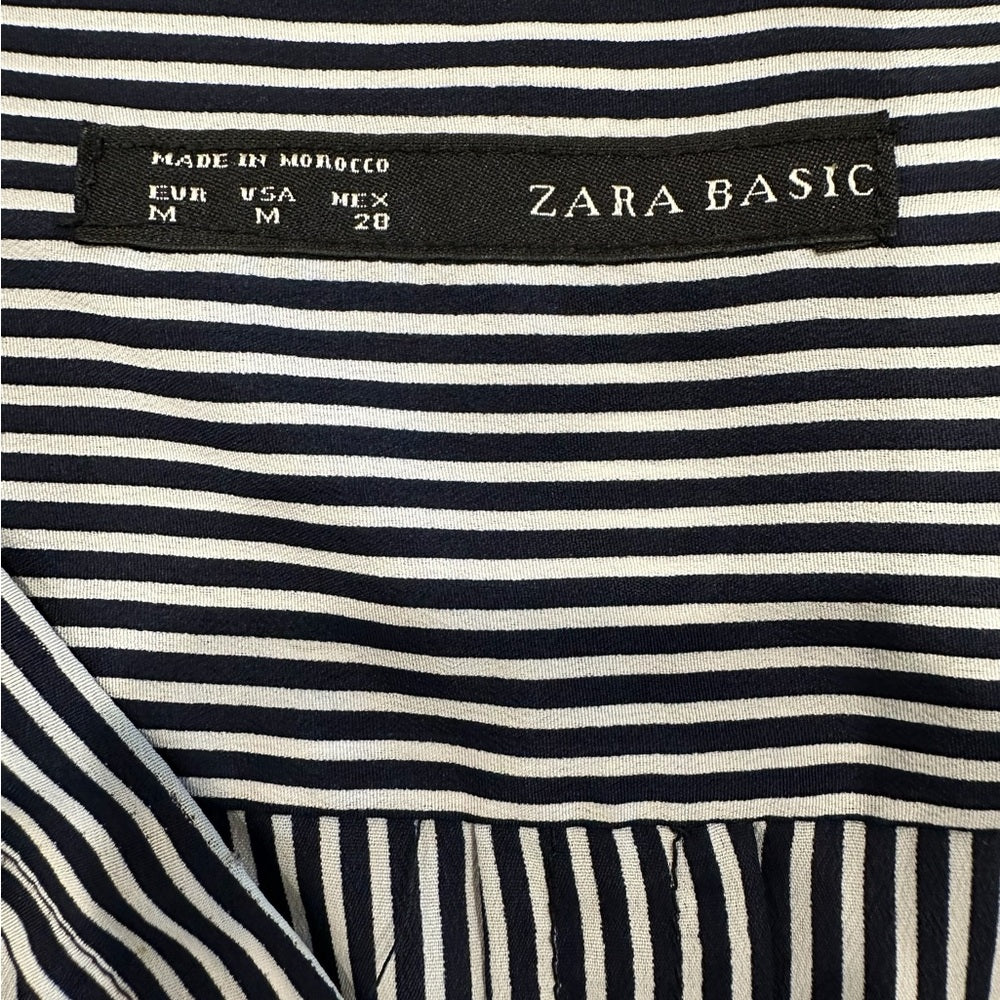 MADE IN MOROCCO
EUR USA MEX
M M 28
ZARA BASIC